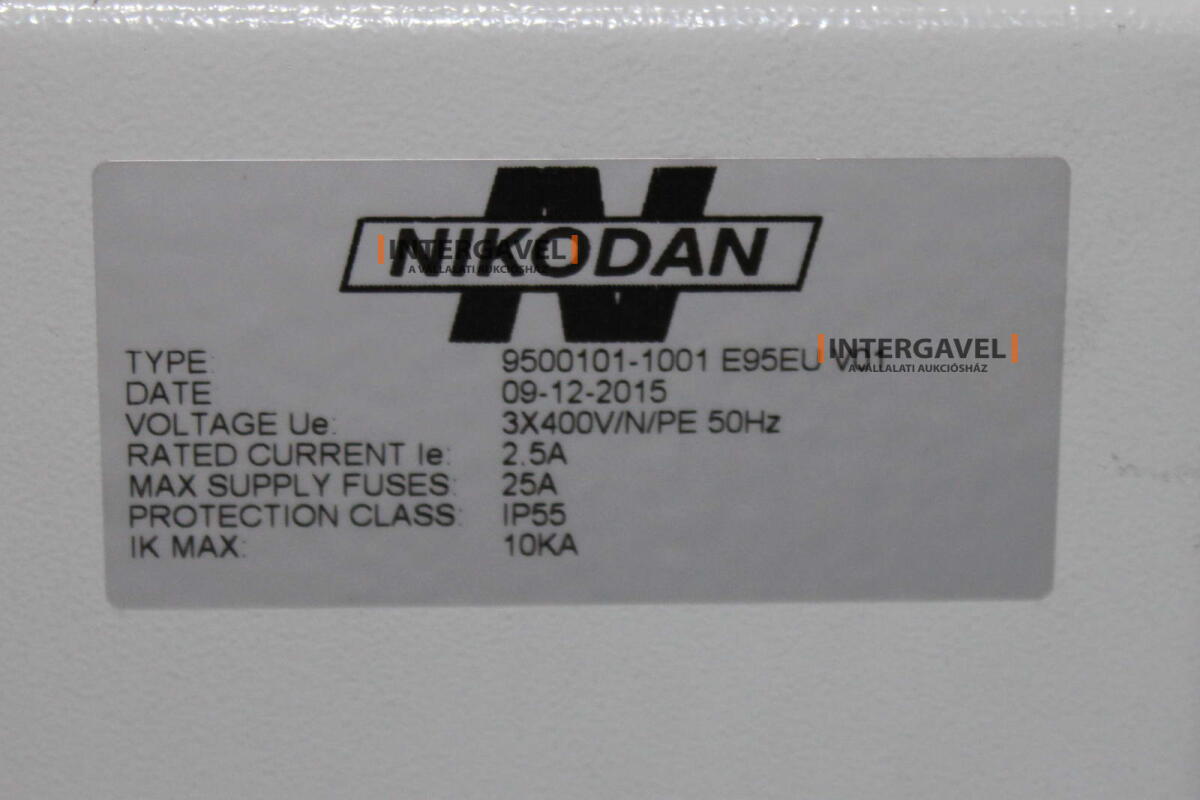 NIKODAN
INTERGAVEL
A VÁLLALATI AUKCIÓSHÁZ
TYPE: 9500101-1001 E95EU V01
INTERGAVEL
A VÁLLALATI AUKCIÓSHÁZ
DATE 09-12-2015
VOLTAGE Ue: 3X400V/N/PE 50Hz
RATED CURRENT Ie: 2.5A
MAX SUPPLY FUSES: 25A
PROTECTION CLASS: IP55
IK MAX: 10KA